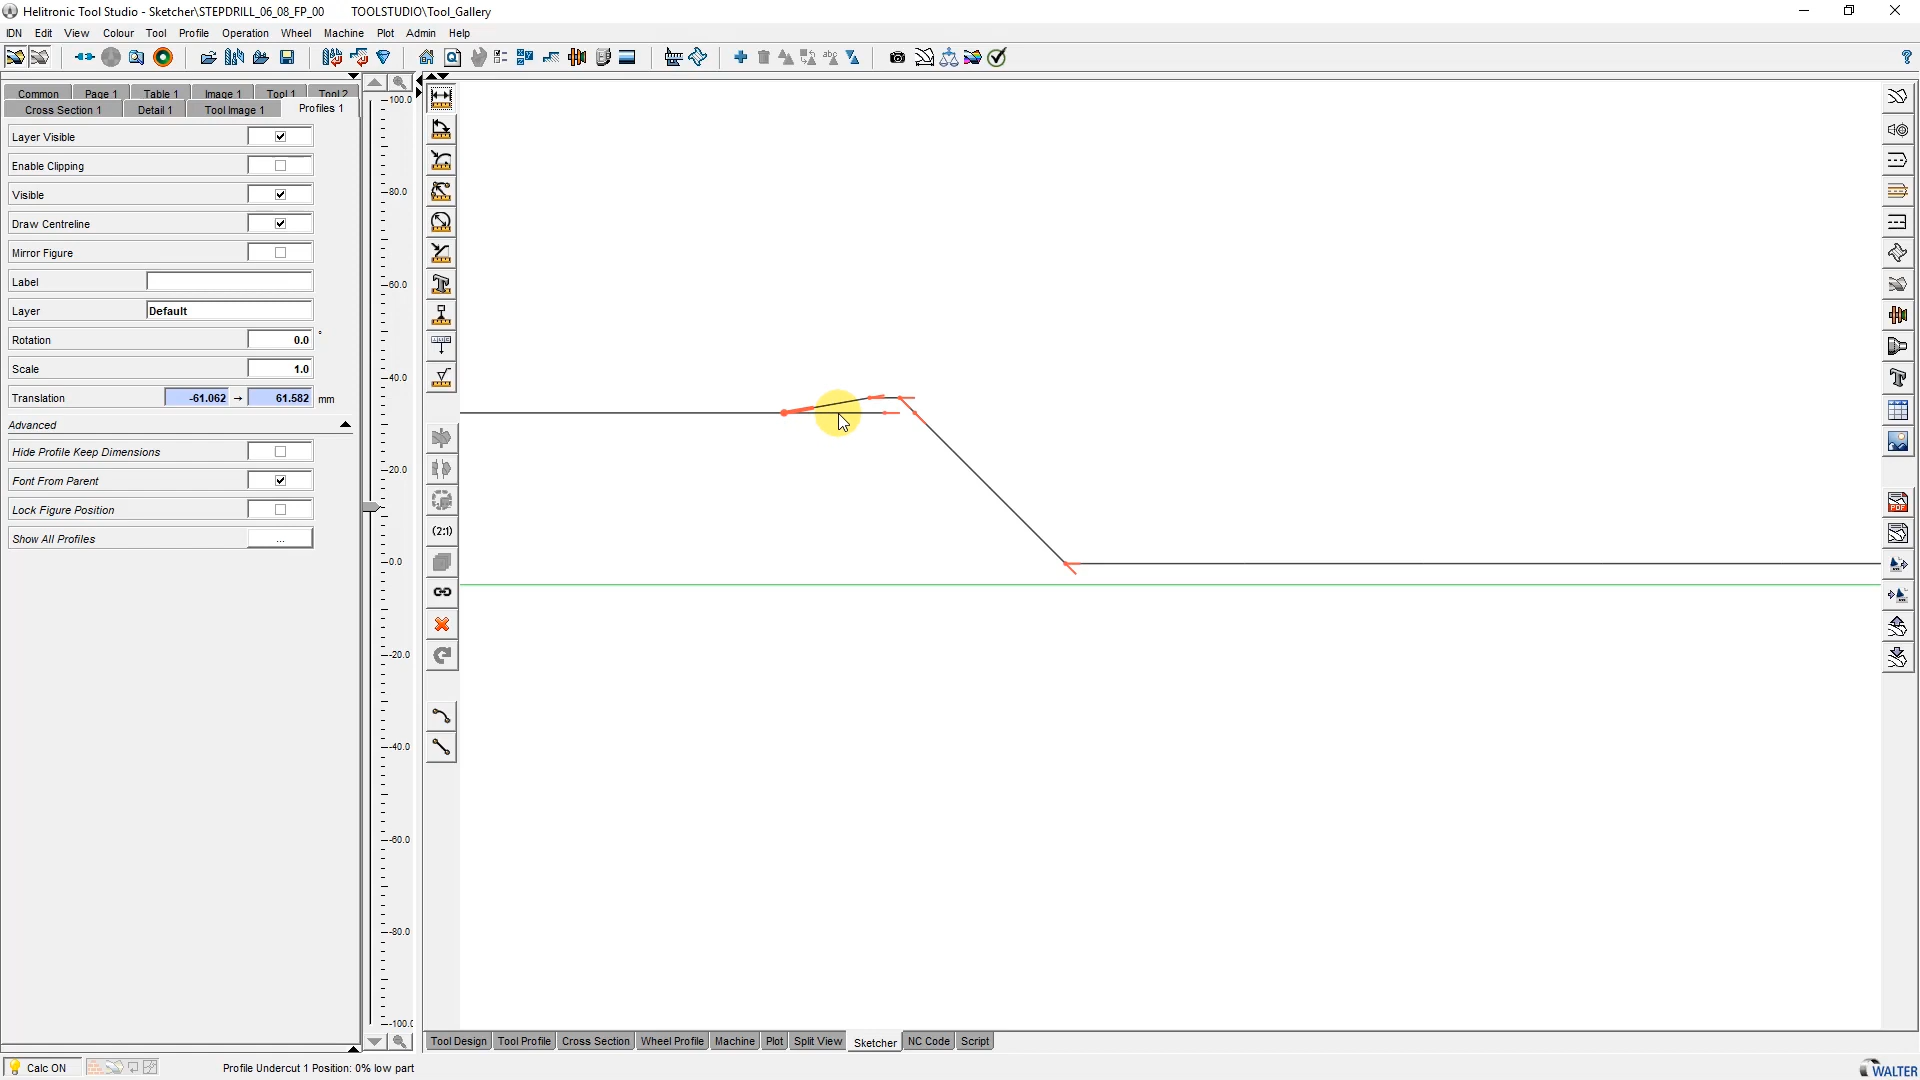 Helitronic Tool Studio - Sketcher\STEPDRILL_06_08_FP_00 TOOLSTUDIO\Tool_Gallery
IDN Edit View Colour Tool Profile Operation Wheel Machine Plot Admin Help
Common Page 1 Table 1 Image 1 Tool 1 Tool 2
Cross Section 1 Detail 1 Tool Image 1 Profiles 1
Layer Visible
Enable Clipping
Visible
Draw Centreline
Mirror Figure
Label
Layer Default
Rotation 0.0 °
Scale 1.0
Translation -61.062 → 61.582 mm
Advanced
Hide Profile Keep Dimensions
Font From Parent
Lock Figure Position
Show All Profiles ...
100.0
80.0
60.0
40.0
20.0
0.0
-20.0
-40.0
-60.0
-80.0
-100.0
(2:1)
PDF
Tool Design Tool Profile Cross Section Wheel Profile Machine Plot Split View Sketcher NC Code Script
Calc ON Profile Undercut 1 Position: 0% low part
WALTER